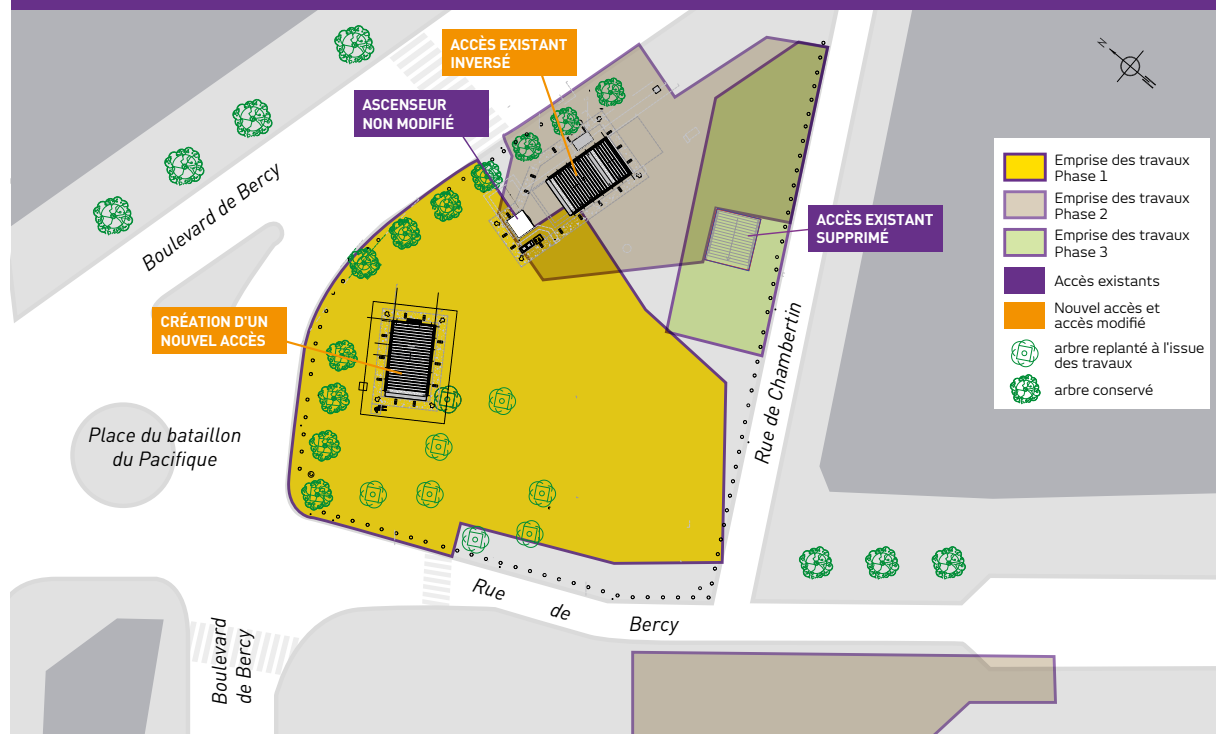 ACCÈS EXISTANT
INVERSÉ
ASCENSEUR
NON MODIFIÉ
Boulevard de Bercy
N
Emprise des travaux
Phase 1
Emprise des travaux
Phase 2
Emprise des travaux
Phase 3
Accès existants
Nouvel accès et
accès modifié
arbre replanté à l'issue
des travaux
arbre conservé
ACCÈS EXISTANT
SUPPRIMÉ
CRÉATION D'UN
NOUVEL ACCÈS
Rue de Chambertin
Place du bataillon
du Pacifique
Rue de Bercy
Boulevard
de Bercy